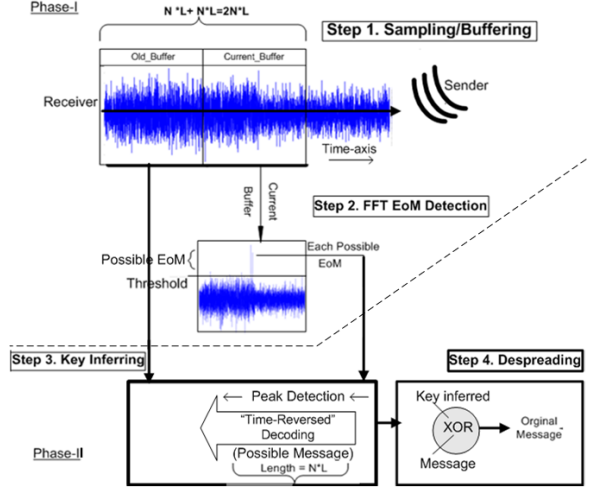 Phase-I
N *L+ N*L=2N*L
Step 1. Sampling/Buffering
Old_Buffer
Current_Buffer
Receiver
Sender
Time-axis
Current
Buffer
Step 2. FFT EoM Detection
Possible EoM
Each Possible
EoM
Threshold
Step 3. Key Inferring
Step 4. Despreading
Peak Detection
"Time-Reversed"
Decoding
(Possible Message)
Length = N*L
Phase-II
Key inferred
XOR
Message
Orginal
Message